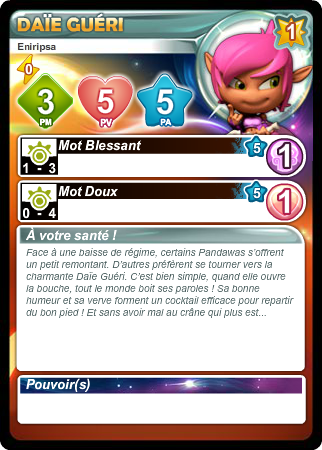 DAÏE GUÉRI
1
Eniripsa
0
3
PM
5
PV
5
PA
Mot Blessant
5
1
1 - 3
Mot Doux
5
1
0 - 4
À votre santé !
Face à une baisse de régime, certains Pandawas s'offrent
un petit remontant. D'autres préfèrent se tourner vers la
charmante Daïe Guéri. C'est bien simple, quand elle ouvre
la bouche, tout le monde boit ses paroles ! Sa bonne
humeur et sa verve forment un cocktail efficace pour repartir
du bon pied ! Et sans avoir mal au crâne qui plus est...
Pouvoir(s)